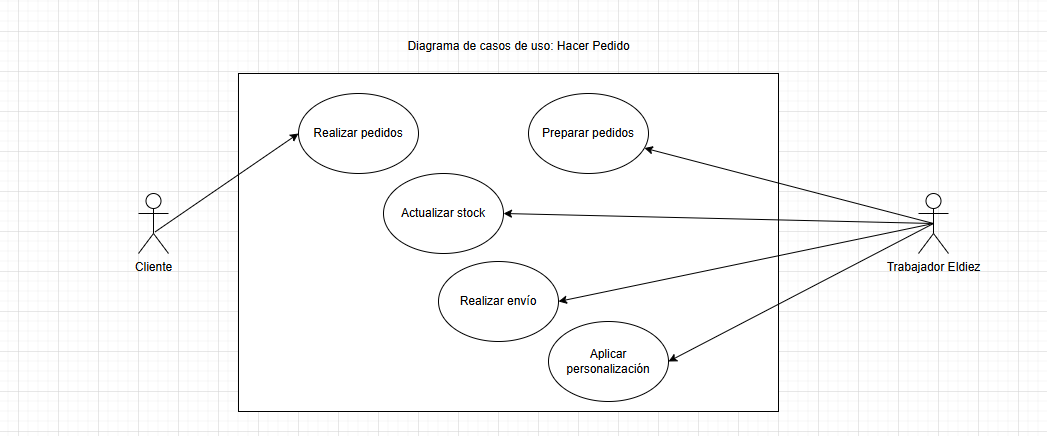 Diagrama de casos de uso: Hacer Pedido
Realizar pedidos
Preparar pedidos
Actualizar stock
Cliente
Trabajador Eldiez
Realizar envío
Aplicar
personalización